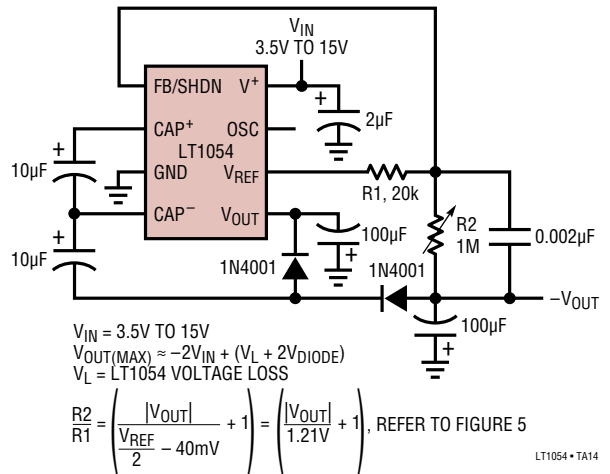 V_IN
3.5V TO 15V
FB/SHDN V+
+
2µF
CAP+ OSC
LT1054
+
10µF
GND V_REF
R1, 20k
CAP− V_OUT
R2
1M
0.002µF
+
10µF
+
100µF
1N4001
1N4001
−V_OUT
100µF
+
V_IN = 3.5V TO 15V
V_OUT(MAX) ≈ −2V_IN + (V_L + 2V_DIODE)
V_L = LT1054 VOLTAGE LOSS
R2/R1 = (|V_OUT| / (V_REF/2 − 40mV) + 1) = (|V_OUT|/1.21V + 1), REFER TO FIGURE 5
LT1054 • TA14